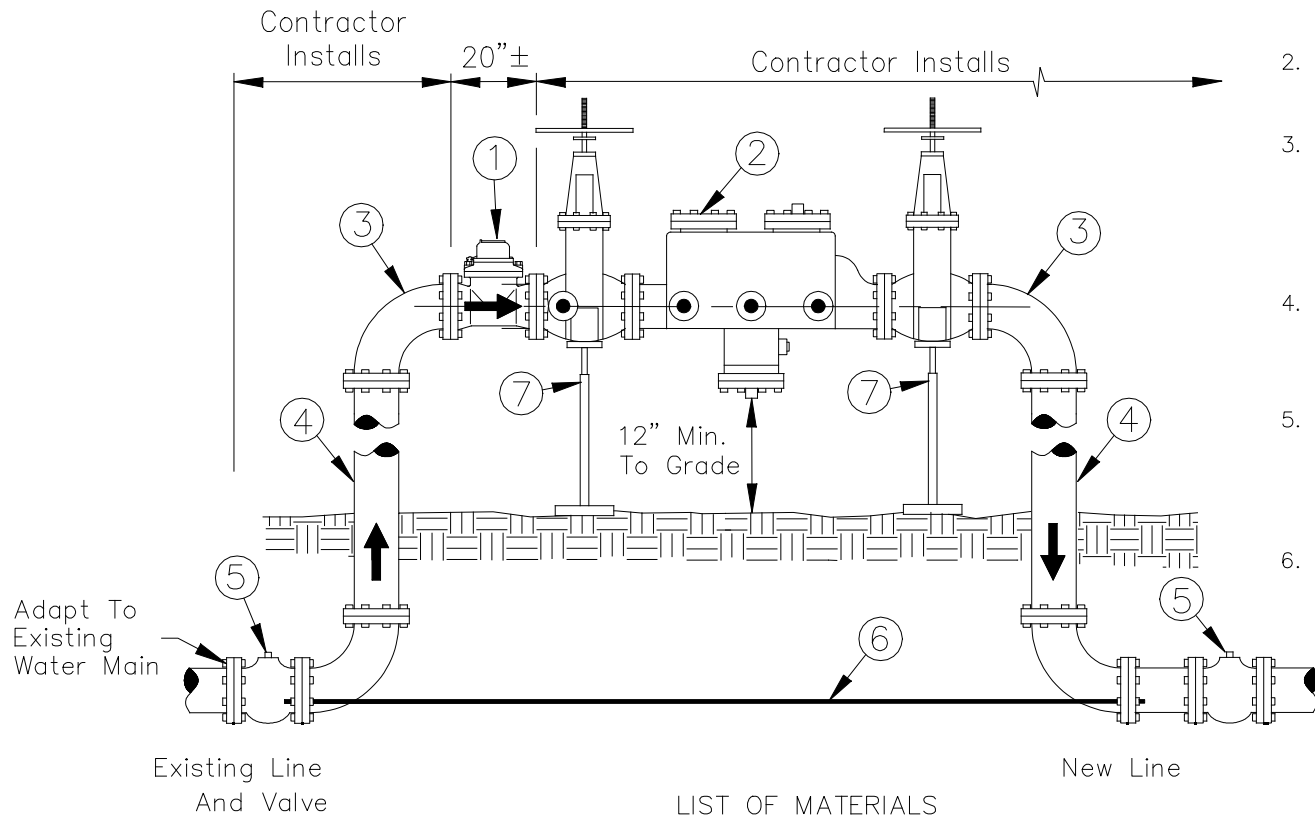 Contractor
Installs
20"±
Contractor Installs
2.
3.
1
2
3
3
4.
7
7
4
12" Min.
To Grade
4
5.
5
Adapt To
Existing
Water Main
6
5
6.
Existing Line
And Valve
New Line
LIST OF MATERIALS